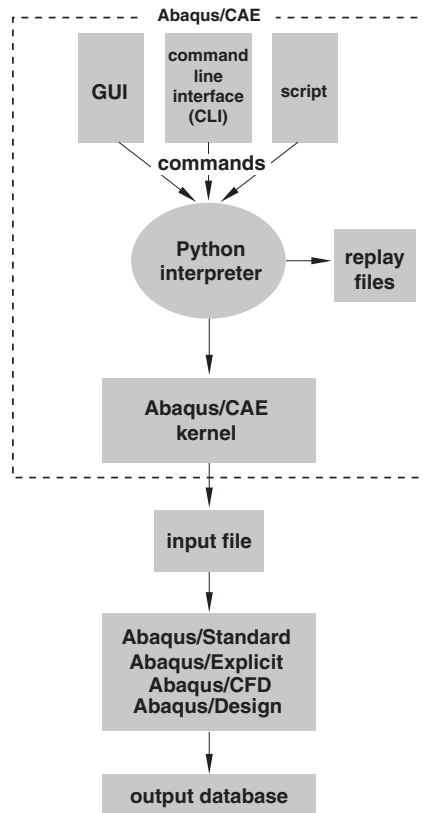 Abaqus/CAE
GUI
command
line
interface
(CLI)
script
commands
Python
interpreter
replay
files
Abaqus/CAE
kernel
input file
Abaqus/Standard
Abaqus/Explicit
Abaqus/CFD
Abaqus/Design
output database